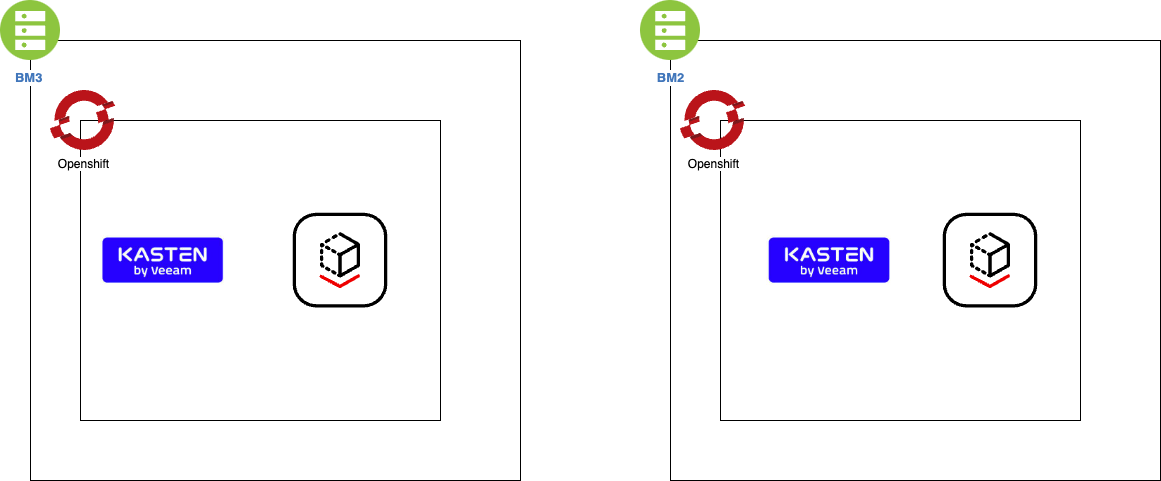 BM3
Openshift
KASTEN
by Veeam
BM2
Openshift
KASTEN
by Veeam